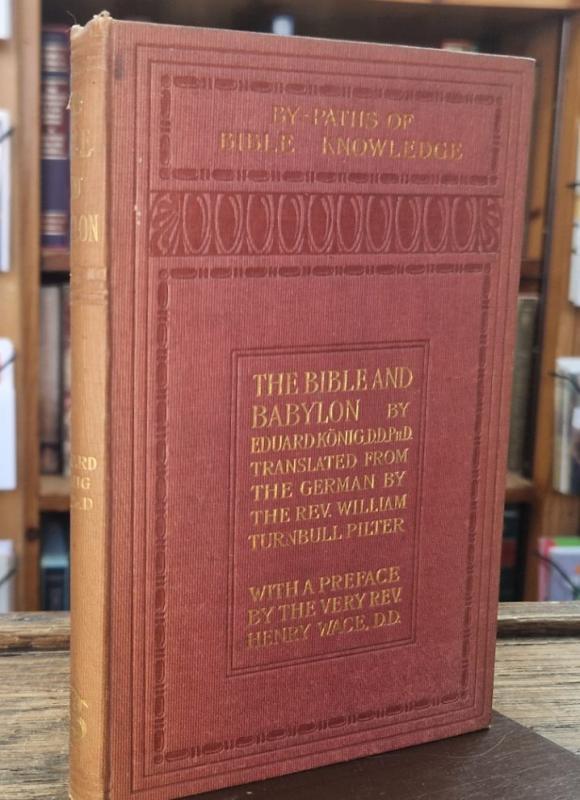 BY-PATHS OF
BIBLE KNOWLEDGE
THE BIBLE AND
BABYLON BY
EDUARD KÖNIG, D.D., PH.D.
TRANSLATED FROM
THE GERMAN BY
THE REV. WILLIAM
TURNBULL PILTER
WITH A PREFACE
BY THE VERY REV.
HENRY WACE, D.D.